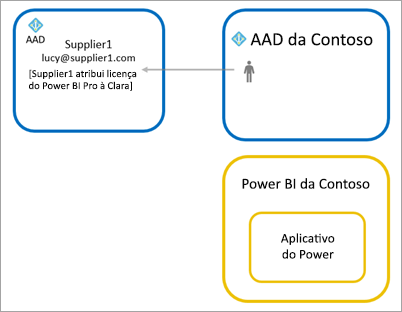 AAD
Supplier1
lucy@supplier1.com
[Supplier1 atribui licença
do Power BI Pro à Clara]
AAD da Contoso
Power BI da Contoso
Aplicativo
do Power